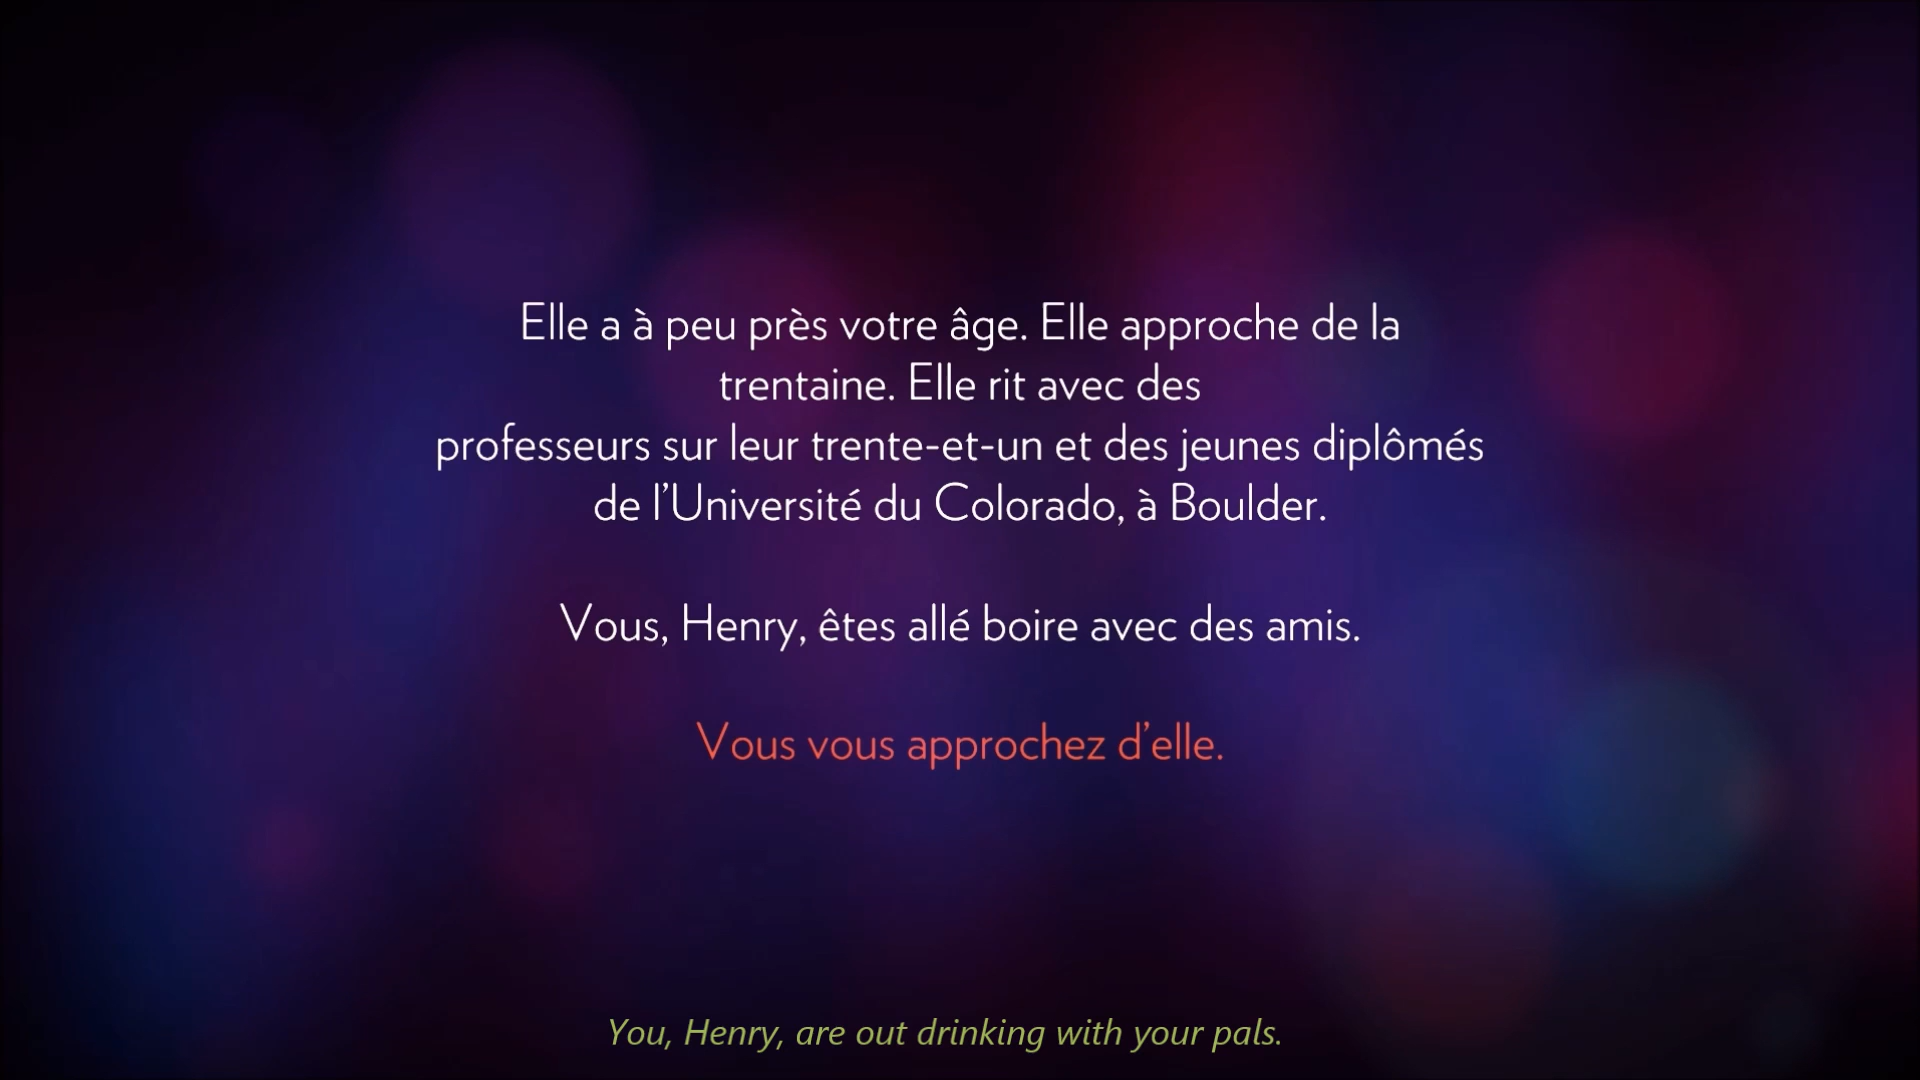 Elle a à peu près votre âge. Elle approche de la
trentaine. Elle rit avec des
professeurs sur leur trente-et-un et des jeunes diplômés
de l'Université du Colorado, à Boulder.
Vous, Henry, êtes allé boire avec des amis.
Vous vous approchez d'elle.
You, Henry, are out drinking with your pals.